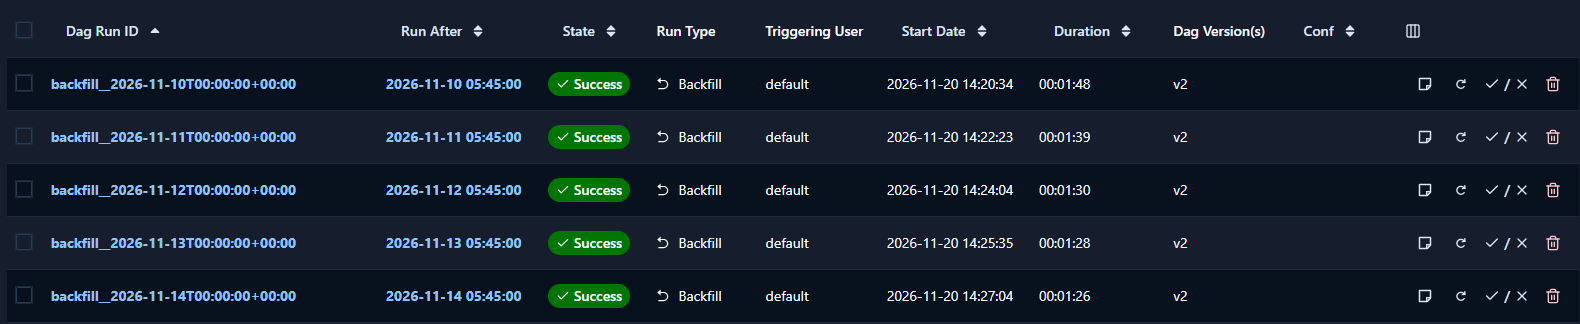 Dag Run ID Run After State Run Type Triggering User Start Date Duration Dag Version(s) Conf
backfill__2026-11-10T00:00:00+00:00 2026-11-10 05:45:00 Success Backfill default 2026-11-20 14:20:34 00:01:48 v2 /
backfill__2026-11-11T00:00:00+00:00 2026-11-11 05:45:00 Success Backfill default 2026-11-20 14:22:23 00:01:39 v2 /
backfill__2026-11-12T00:00:00+00:00 2026-11-12 05:45:00 Success Backfill default 2026-11-20 14:24:04 00:01:30 v2 /
backfill__2026-11-13T00:00:00+00:00 2026-11-13 05:45:00 Success Backfill default 2026-11-20 14:25:35 00:01:28 v2 /
backfill__2026-11-14T00:00:00+00:00 2026-11-14 05:45:00 Success Backfill default 2026-11-20 14:27:04 00:01:26 v2 /